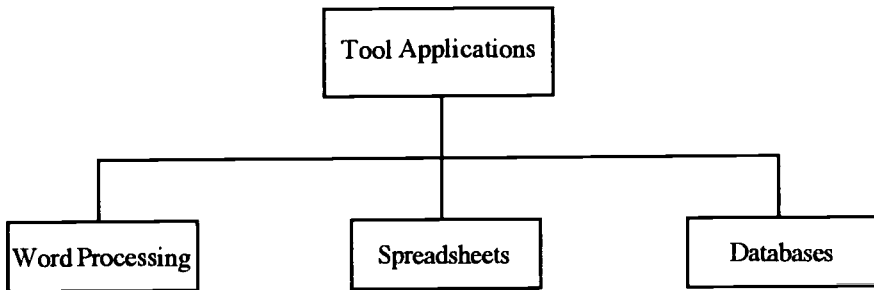 Tool Applications
Word Processing
Spreadsheets
Databases